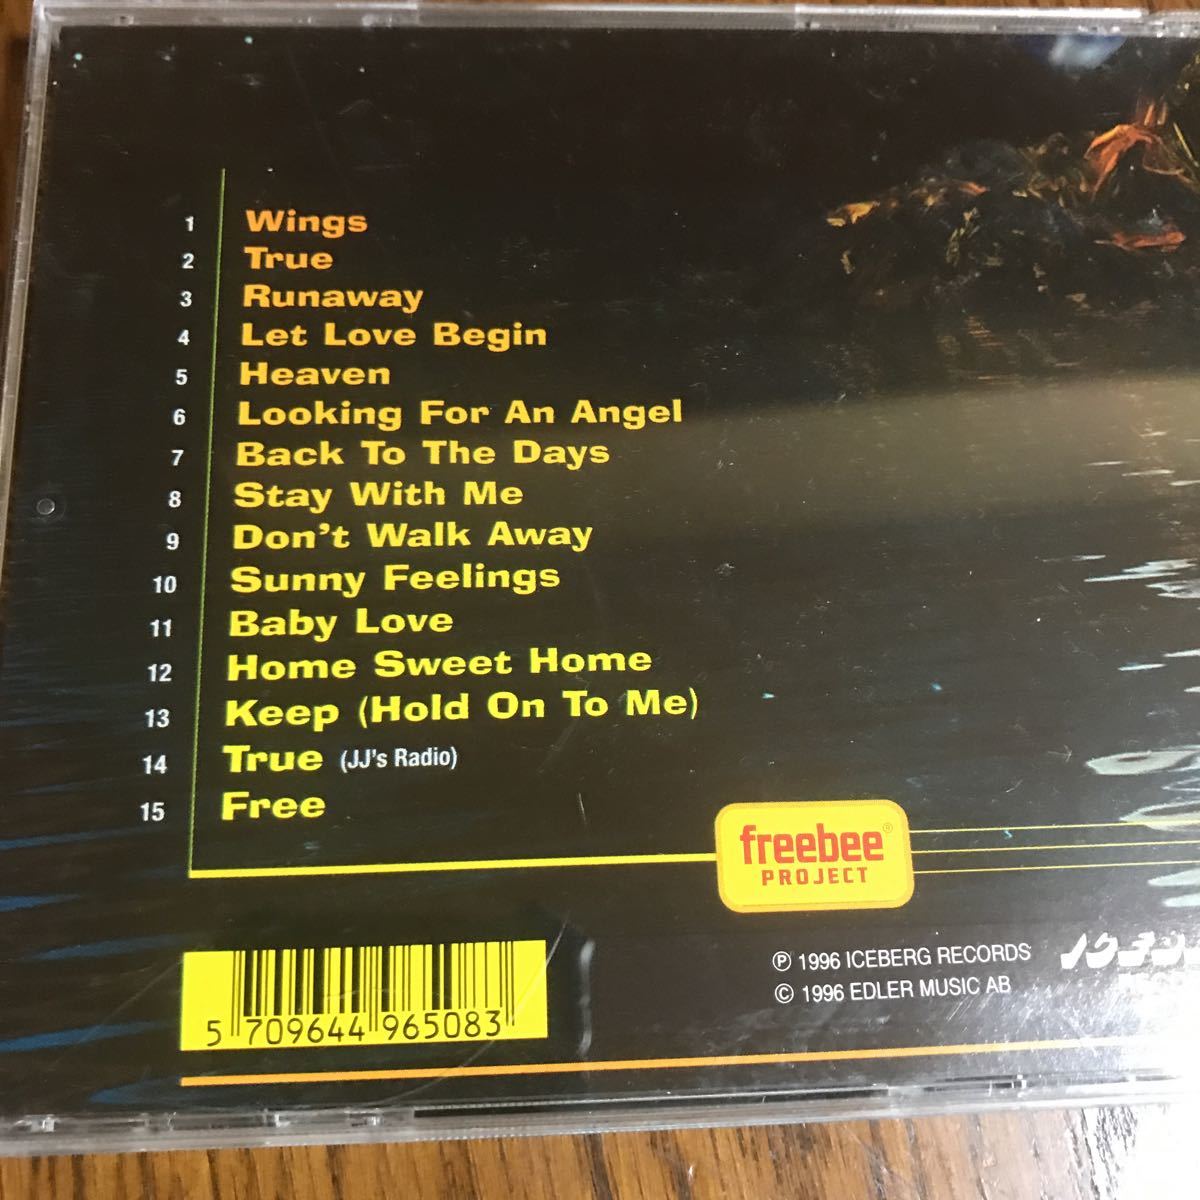 1 Wings
2 True
3 Runaway
4 Let Love Begin
5 Heaven
6 Looking For An Angel
7 Back To The Days
8 Stay With Me
9 Don't Walk Away
10 Sunny Feelings
11 Baby Love
12 Home Sweet Home
13 Keep (Hold On To Me)
14 True (JJ's Radio)
15 Free
freebee®
PROJECT
℗ 1996 ICEBERG RECORDS
© 1996 EDLER MUSIC AB
5 709644 965083